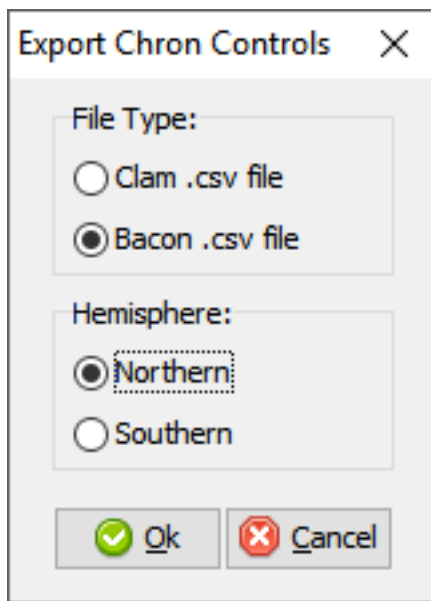 Export Chron Controls
File Type:
Clam .csv file
Bacon .csv file
Hemisphere:
Northern
Southern
Ok
Cancel